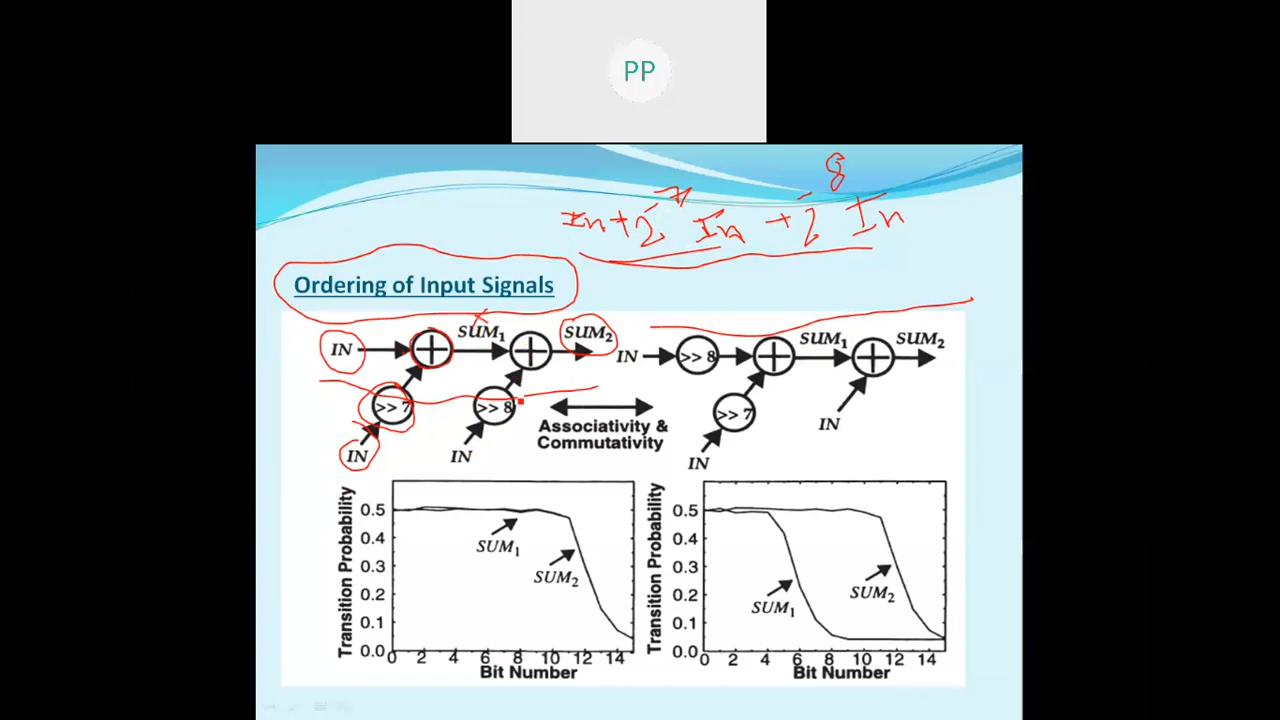 PP
In + 2^-7 In + 2^-8 In
Ordering of Input Signals
IN
SUM1
SUM2
>> 7
>> 8
IN
IN
Associativity &
Commutativity
IN
>> 8
SUM1
SUM2
>> 7
IN
IN
Transition Probability
0.5
0.4
0.3
0.2
0.1
0.0
0 2 4 6 8 10 12 14
Bit Number
SUM1
SUM2
Transition Probability
0.5
0.4
0.3
0.2
0.1
0.0
0 2 4 6 8 10 12 14
Bit Number
SUM1
SUM2